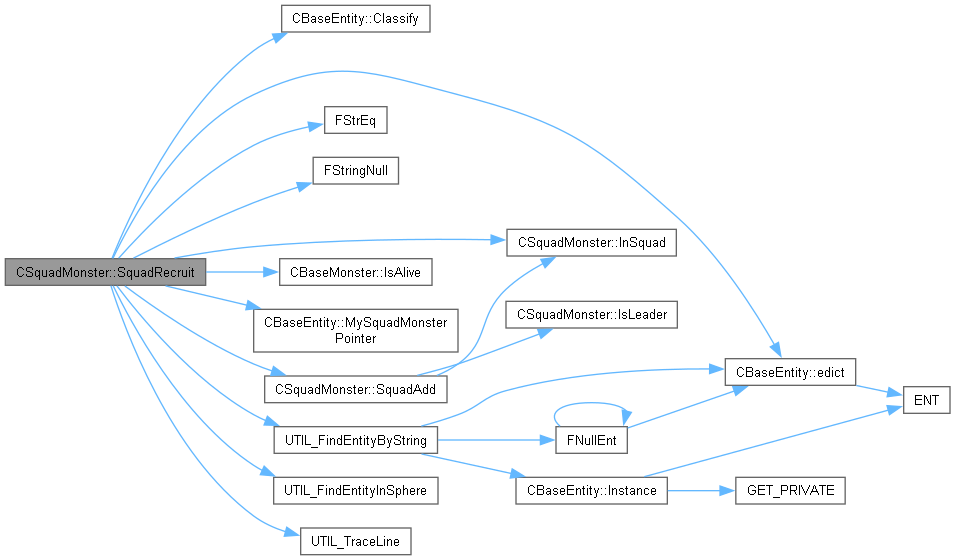 CBaseEntity::Classify
FStrEq
FStringNull
CSquadMonster::InSquad
CSquadMonster::SquadRecruit
CBaseMonster::IsAlive
CBaseEntity::MySquadMonster
Pointer
CSquadMonster::IsLeader
CBaseEntity::edict
CSquadMonster::SquadAdd
ENT
UTIL_FindEntityByString
FNullEnt
UTIL_FindEntityInSphere
CBaseEntity::Instance
GET_PRIVATE
UTIL_TraceLine